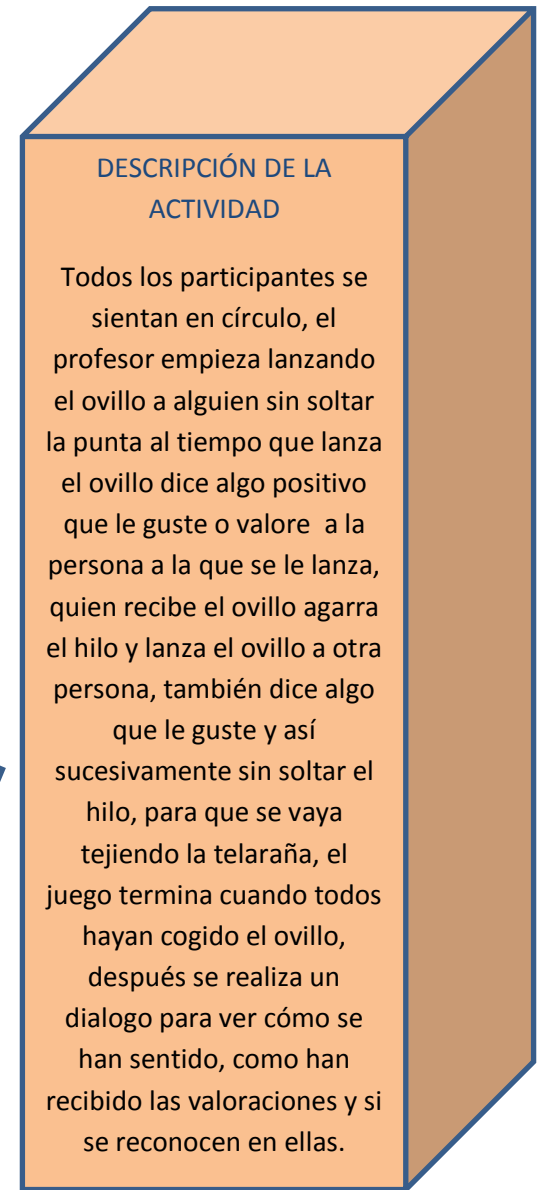 DESCRIPCIÓN DE LA
ACTIVIDAD
Todos los participantes se
sientan en círculo, el
profesor empieza lanzando
el ovillo a alguien sin soltar
la punta al tiempo que lanza
el ovillo dice algo positivo
que le guste o valore a la
persona a la que se le lanza,
quien recibe el ovillo agarra
el hilo y lanza el ovillo a otra
persona, también dice algo
que le guste y así
sucesivamente sin soltar el
hilo, para que se vaya
tejiendo la telaraña, el
juego termina cuando todos
hayan cogido el ovillo,
después se realiza un
dialogo para ver cómo se
han sentido, como han
recibido las valoraciones y si
se reconocen en ellas.